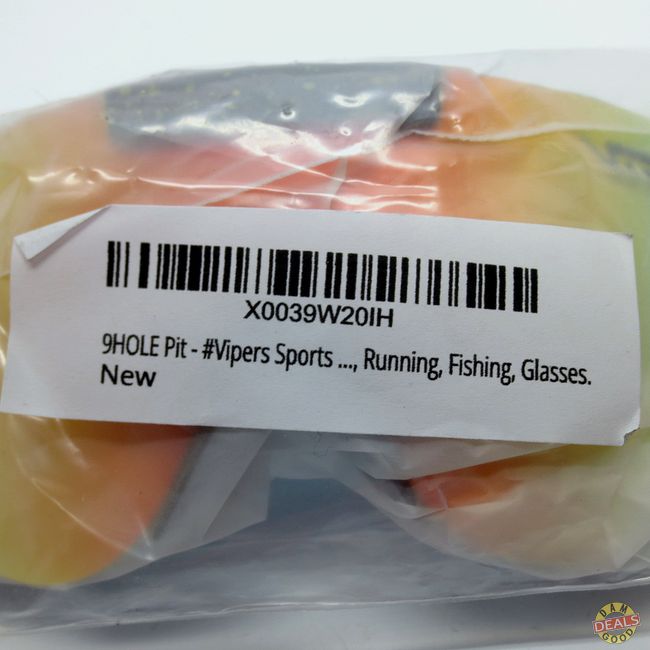 X0039W20IH
9HOLE Pit - #Vipers Sports ..., Running, Fishing, Glasses.
New
DAM
DEALS
GOOD